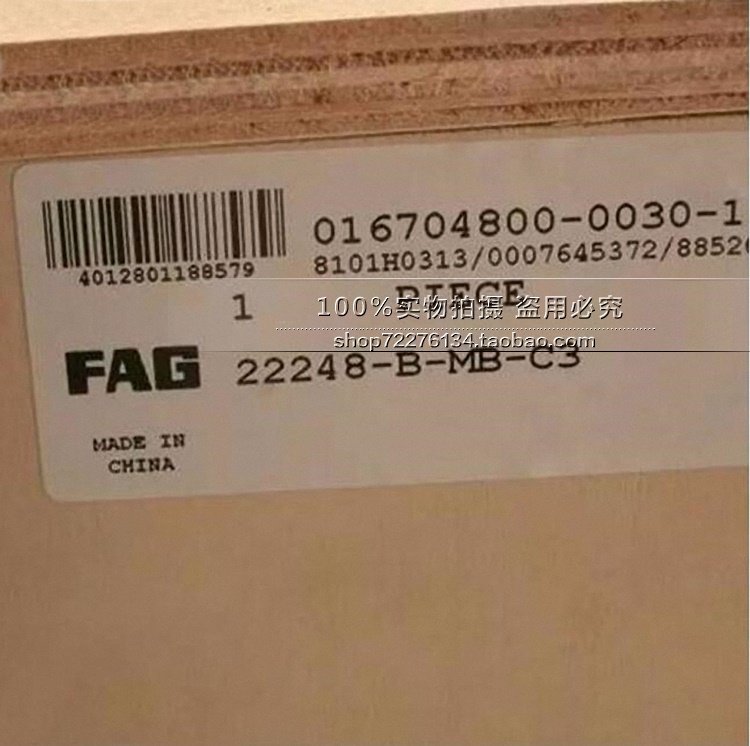 016704800-0030-1
4012801188579
8101H0313/0007645372/88520
1 PIECE
100%实物拍摄 盗用必究
shop72276134.taobao.com
FAG 22248-B-MB-C3
MADE IN
CHINA